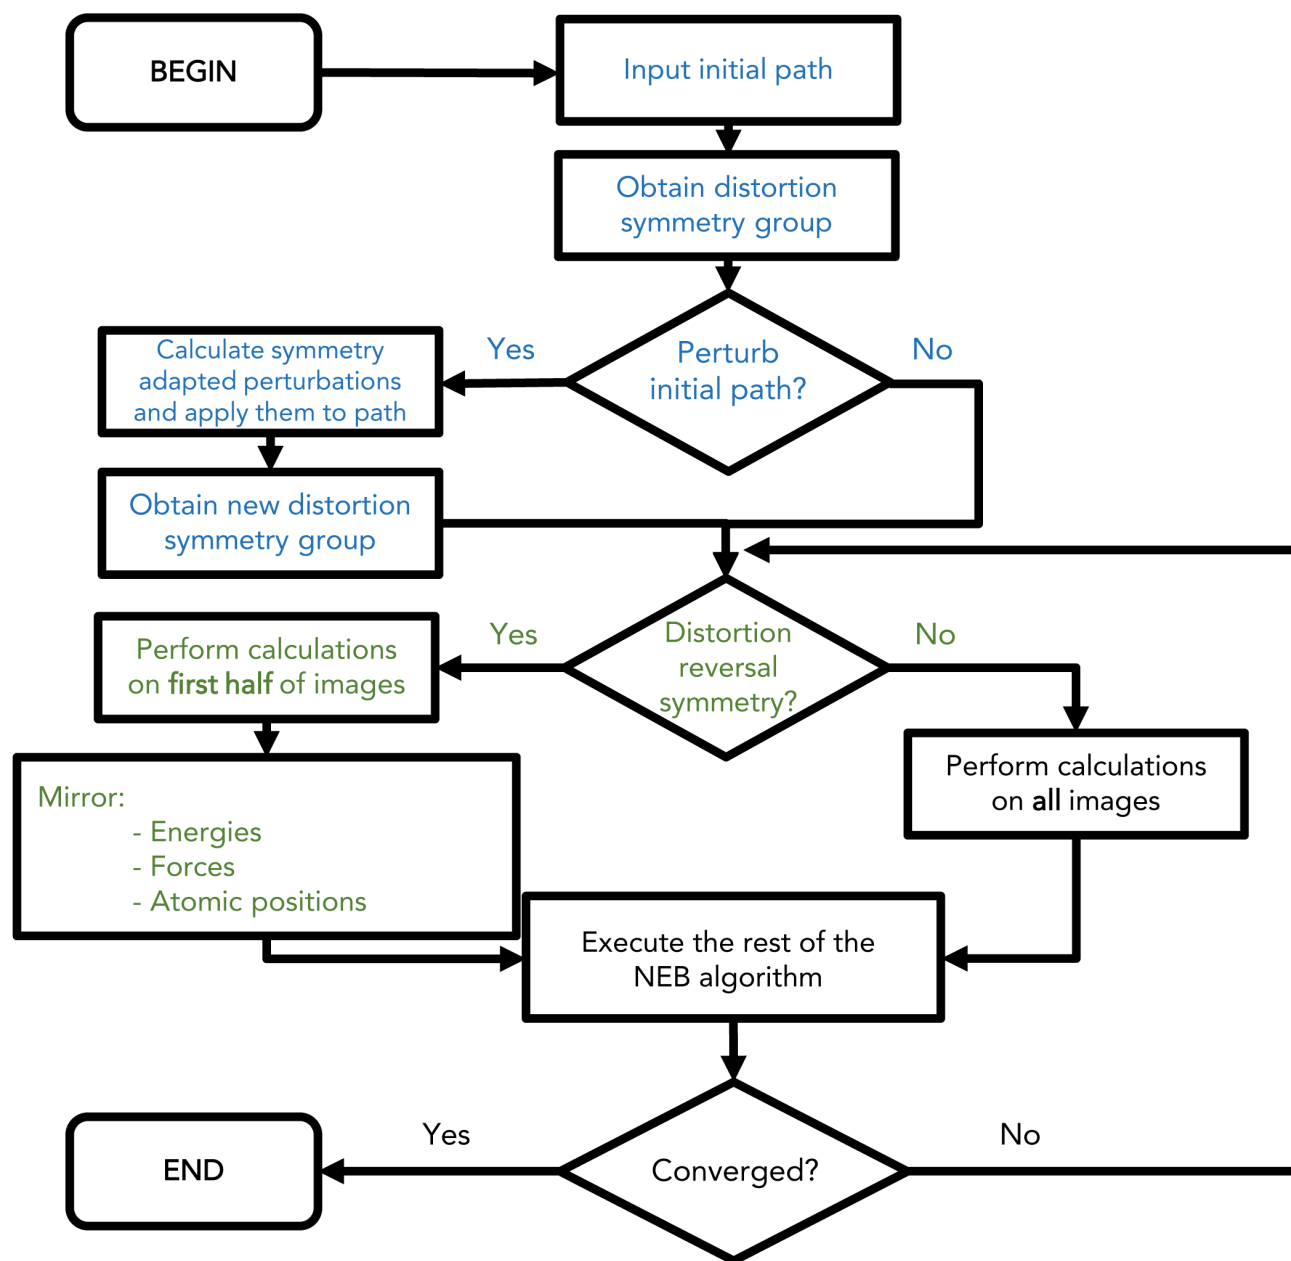 BEGIN
Input initial path
Obtain distortion
symmetry group
Perturb
initial path?
Yes
No
Calculate symmetry
adapted perturbations
and apply them to path
Obtain new distortion
symmetry group
Distortion
reversal
symmetry?
Yes
No
Perform calculations
on first half of images
Mirror:
- Energies
- Forces
- Atomic positions
Perform calculations
on all images
Execute the rest of the
NEB algorithm
Converged?
Yes
No
END